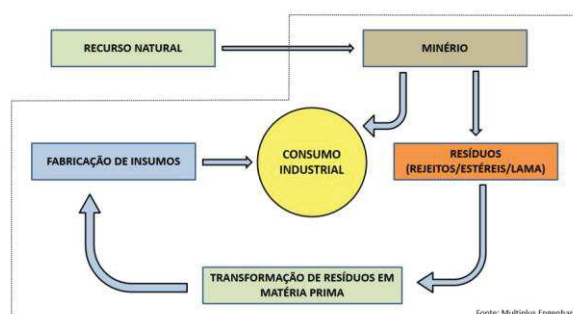 RECURSO NATURAL
MINÉRIO
FABRICAÇÃO DE INSUMOS
CONSUMO
INDUSTRIAL
RESÍDUOS
(REJEITOS/ESTÉREIS/LAMA)
TRANSFORMAÇÃO DE RESÍDUOS EM
MATÉRIA PRIMA
Fonte: Multiplus Engenhar